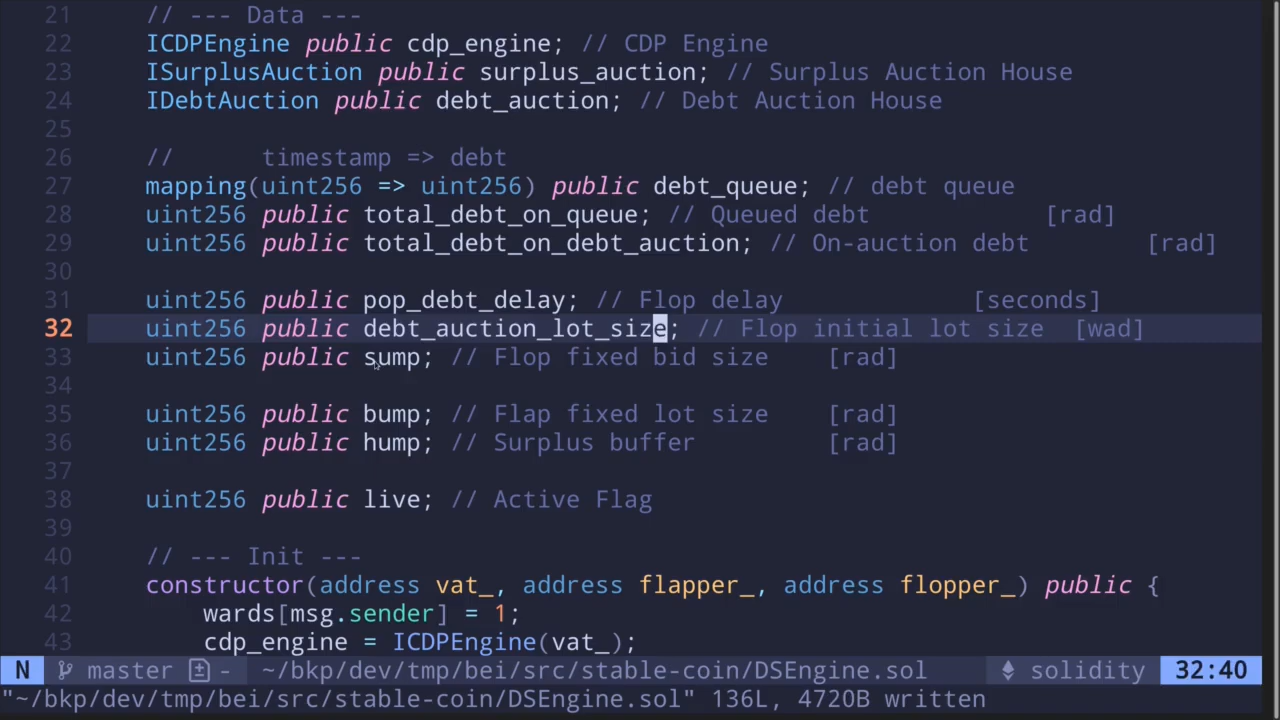 21 // --- Data ---
22 ICDPEngine public cdp_engine; // CDP Engine
23 ISurplusAuction public surplus_auction; // Surplus Auction House
24 IDebtAuction public debt_auction; // Debt Auction House
25
26 //      timestamp => debt
27 mapping(uint256 => uint256) public debt_queue; // debt queue
28 uint256 public total_debt_on_queue; // Queued debt            [rad]
29 uint256 public total_debt_on_debt_auction; // On-auction debt        [rad]
30
31 uint256 public pop_debt_delay; // Flop delay             [seconds]
32 uint256 public debt_auction_lot_size; // Flop initial lot size  [wad]
33 uint256 public sump; // Flop fixed bid size    [rad]
34
35 uint256 public bump; // Flap fixed lot size    [rad]
36 uint256 public hump; // Surplus buffer         [rad]
37
38 uint256 public live; // Active Flag
39
40 // --- Init ---
41 constructor(address vat_, address flapper_, address flopper_) public {
42     wards[msg.sender] = 1;
43     cdp_engine = ICDPEngine(vat_);
N master - ~/bkp/dev/tmp/bei/src/stable-coin/DSEngine.sol solidity 32:40
"~/bkp/dev/tmp/bei/src/stable-coin/DSEngine.sol" 136L, 4720B written